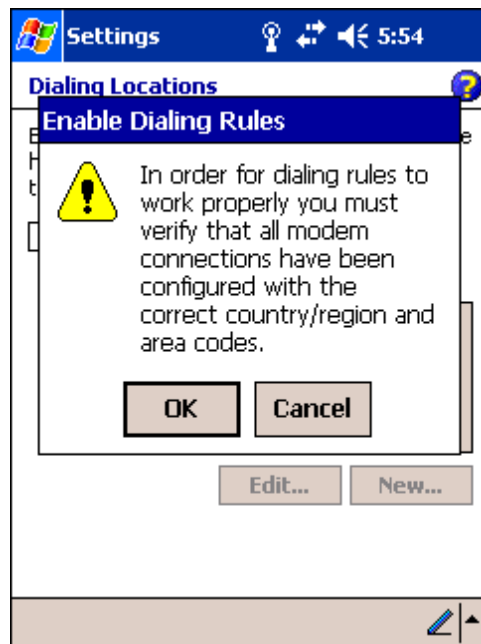 Settings 5:54
Dialing Locations
Enable Dialing Rules
In order for dialing rules to
work properly you must
verify that all modem
connections have been
configured with the
correct country/region and
area codes.
OK Cancel
Edit... New...